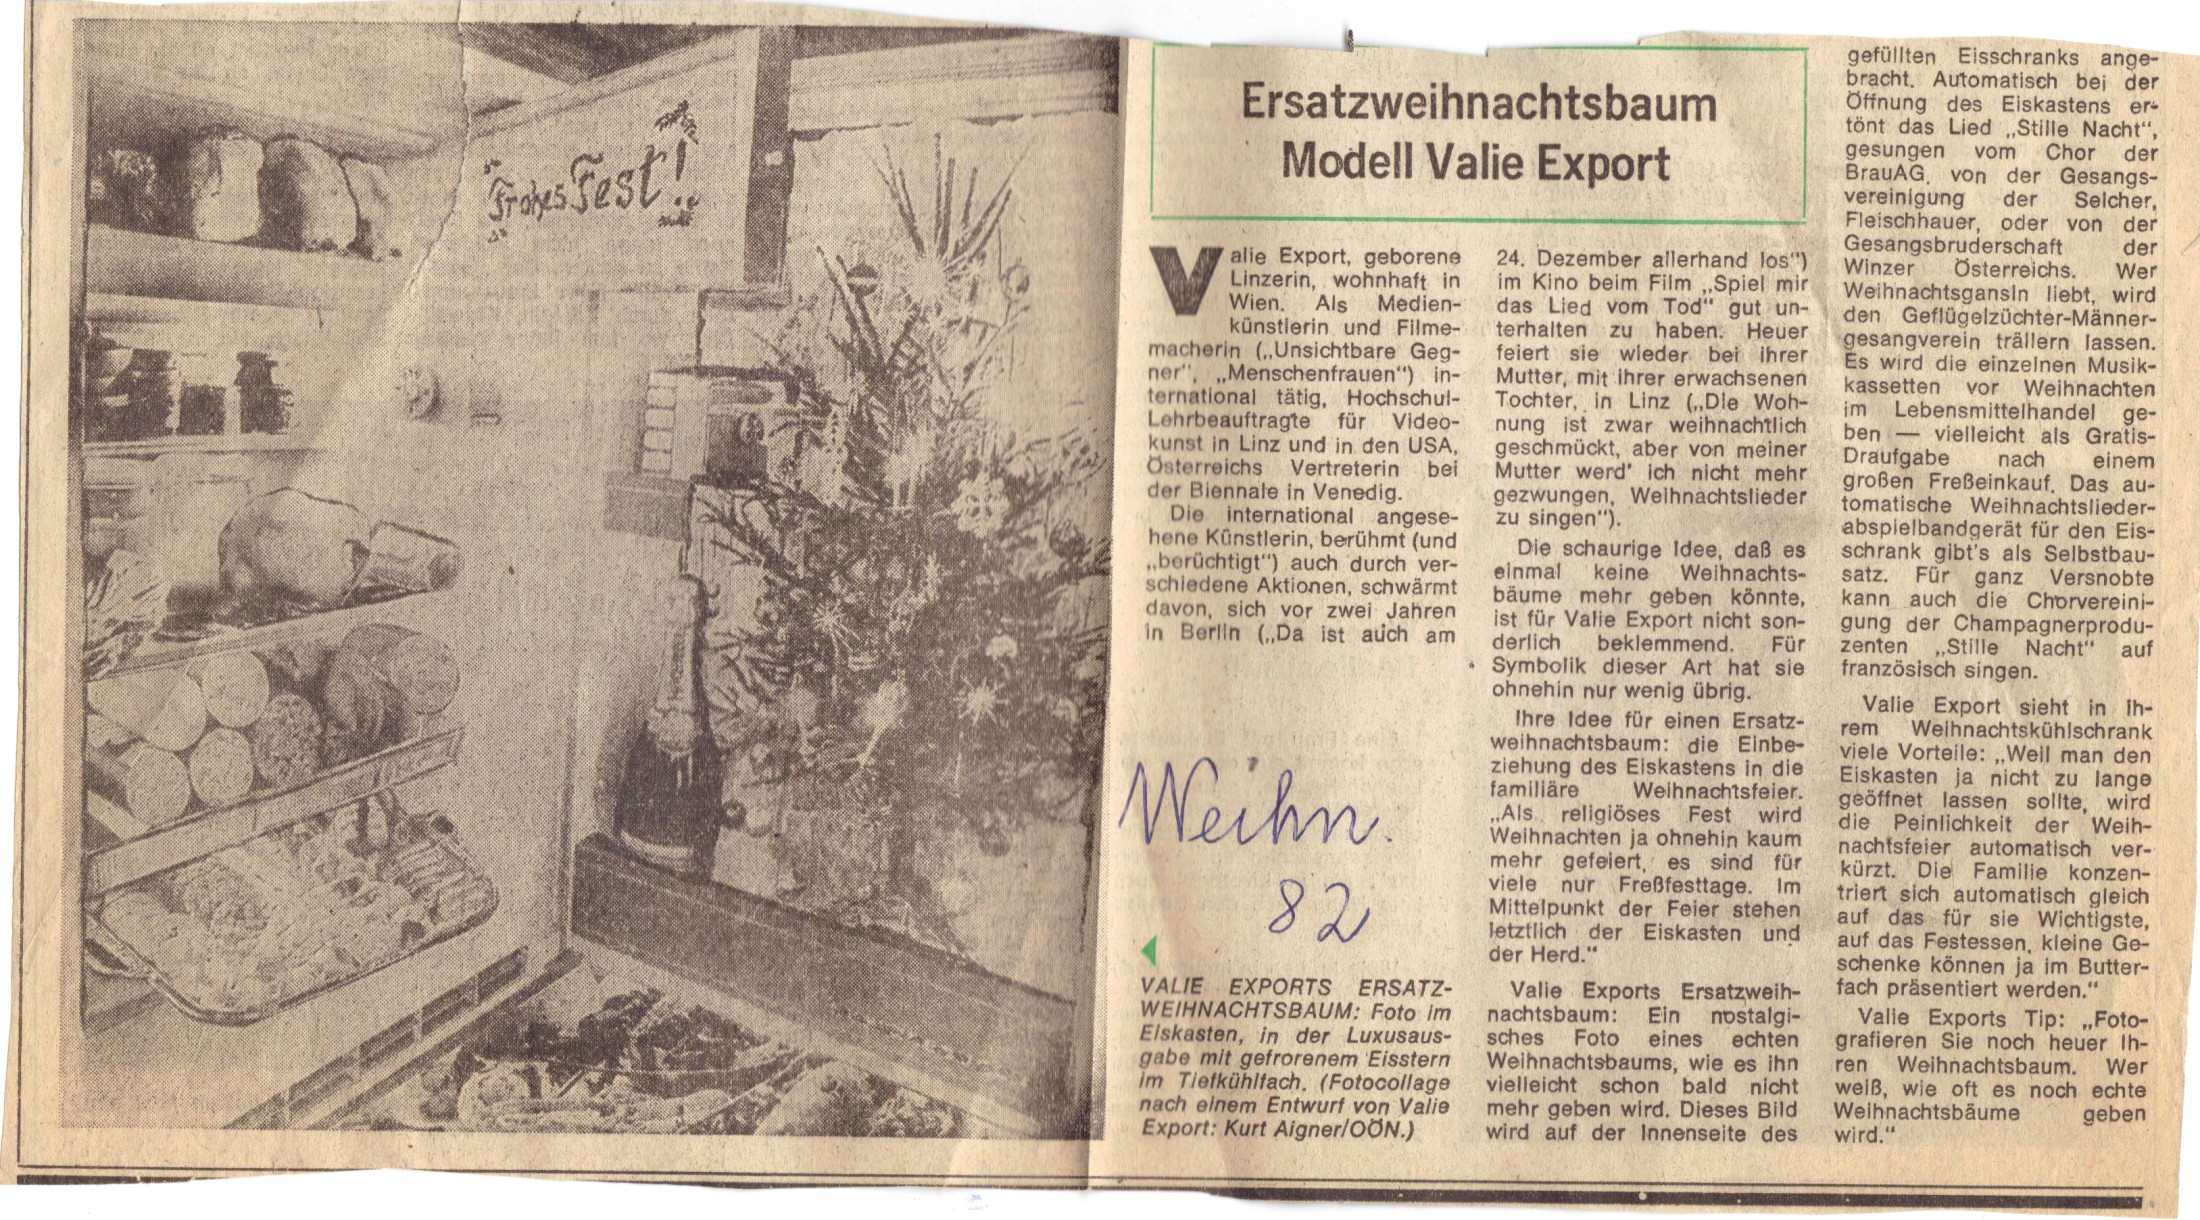 "Frohes Fest!
Ersatzweihnachtsbaum
Modell Valie Export
Valie Export, geborene
Linzerin, wohnhaft in
Wien. Als Medien-
künstlerin und Filme-
macherin („Unsichtbare Geg-
ner", „Menschenfrauen") in-
ternational tätig, Hochschul-
Lehrbeauftragte für Video-
kunst in Linz und in den USA,
Österreichs Vertreterin bei
der Biennale in Venedig.
Die international angese-
hene Künstlerin, berühmt (und
„berüchtigt") auch durch ver-
schiedene Aktionen, schwärmt
davon, sich vor zwei Jahren
in Berlin („Da ist auch am
Weihn.
82
VALIE EXPORTS ERSATZ-
WEIHNACHTSBAUM: Foto im
Eiskasten, in der Luxusaus-
gabe mit gefrorenem Eisstern
im Tiefkühlfach. (Fotocollage
nach einem Entwurf von Valie
Export: Kurt Aigner/OÖN.)
24. Dezember allerhand los")
im Kino beim Film „Spiel mir
das Lied vom Tod" gut un-
terhalten zu haben. Heuer
feiert sie wieder bei ihrer
Mutter, mit ihrer erwachsenen
Tochter, in Linz („Die Woh-
nung ist zwar weihnachtlich
geschmückt, aber von meiner
Mutter werd' ich nicht mehr
gezwungen, Weihnachtslieder
zu singen").
Die schaurige Idee, daß es
einmal keine Weihnachts-
bäume mehr geben könnte,
ist für Valie Export nicht son-
derlich beklemmend. Für
Symbolik dieser Art hat sie
ohnehin nur wenig übrig.
Ihre Idee für einen Ersatz-
weihnachtsbaum: die Einbe-
ziehung des Eiskastens in die
familiäre Weihnachtsfeier.
„Als religiöses Fest wird
Weihnachten ja ohnehin kaum
mehr gefeiert, es sind für
viele nur Freßfesttage. Im
Mittelpunkt der Feier stehen
letztlich der Eiskasten und
der Herd."
Valie Exports Ersatzweih-
nachtsbaum: Ein nostalgi-
sches Foto eines echten
Weihnachtsbaums, wie es ihn
vielleicht schon bald nicht
mehr geben wird. Dieses Bild
wird auf der Innenseite des
gefüllten Eisschranks ange-
bracht. Automatisch bei der
Öffnung des Eiskastens er-
tönt das Lied „Stille Nacht",
gesungen vom Chor der
BrauAG, von der Gesangs-
vereinigung der Selcher,
Fleischhauer, oder von der
Gesangsbruderschaft der
Winzer Österreichs. Wer
Weihnachtsgansln liebt, wird
den Geflügelzüchter-Männer-
gesangverein trällern lassen.
Es wird die einzelnen Musik-
kassetten vor Weihnachten
im Lebensmittelhandel ge-
ben — vielleicht als Gratis-
Draufgabe nach einem
großen Freßeinkauf. Das au-
tomatische Weihnachtslieder-
abspielbandgerät für den Eis-
schrank gibt's als Selbstbau-
satz. Für ganz Versnobte
kann auch die Chorvereini-
gung der Champagnerprodu-
zenten „Stille Nacht" auf
französisch singen.
Valie Export sieht in ih-
rem Weihnachtskühlschrank
viele Vorteile: „Weil man den
Eiskasten ja nicht zu lange
geöffnet lassen sollte, wird
die Peinlichkeit der Weih-
nachtsfeier automatisch ver-
kürzt. Die Familie konzen-
triert sich automatisch gleich
auf das für sie Wichtigste,
auf das Festessen, kleine Ge-
schenke können ja im Butter-
fach präsentiert werden."
Valie Exports Tip: „Foto-
grafieren Sie noch heuer Ih-
ren Weihnachtsbaum. Wer
weiß, wie oft es noch echte
Weihnachtsbäume geben
wird."